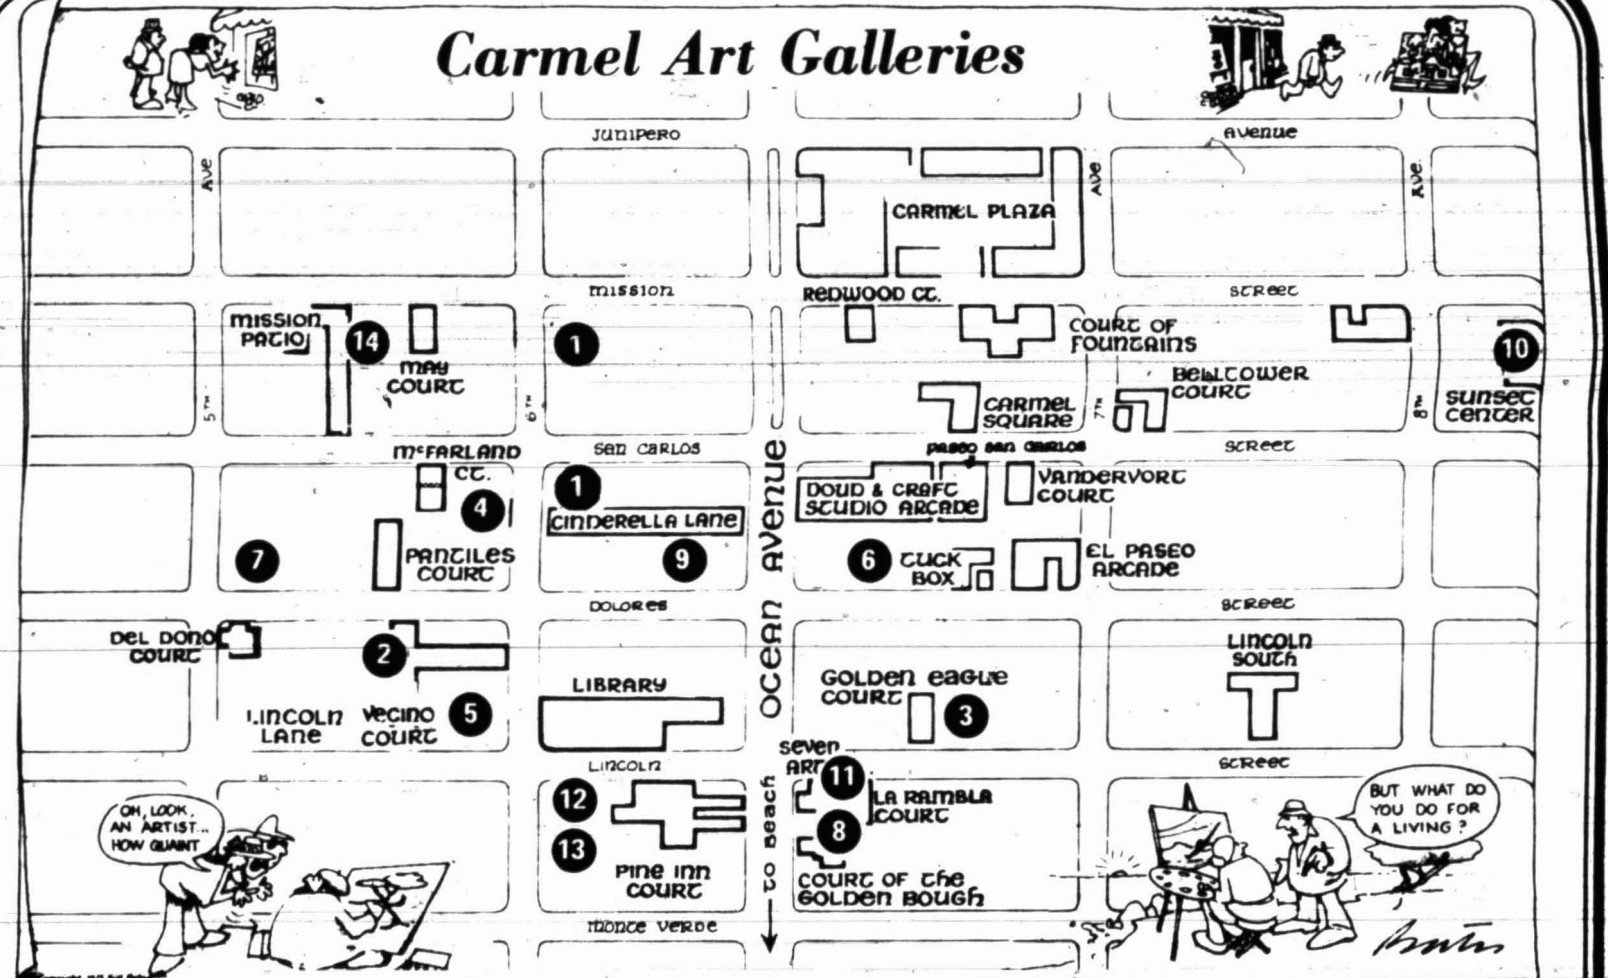 Carmel Art Galleries
JUNIPERO
AVENUE
AVE
AVE
AVE.
CARMEL PLAZA
MISSION
STREET
REDWOOD CT.
MISSION
PATIO
14
MAY
COURT
1
COURT OF
FOUNTAINS
10
BELLTOWER
COURT
SUNSET
CENTER
CARMEL
SQUARE
5TH
6TH
7TH
8TH
SAN CARLOS
STREET
McFARLAND
CT.
PASEO SAN CARLOS
4
1
CINDERELLA LANE
DOUD & CRAFT
STUDIO ARCADE
VANDERVORT
COURT
7
PANTILES
COURT
9
6
TUCK
BOX
EL PASEO
ARCADE
OCEAN AVENUE
DOLORES
STREET
DEL DONO
COURT
2
LINCOLN
SOUTH
LIBRARY
GOLDEN EAGLE
COURT
3
LINCOLN
LANE
VECINO
COURT
5
SEVEN
ART
11
LINCOLN
STREET
12
LA RAMBLA
COURT
8
13
PINE INN
COURT
COURT OF THE
GOLDEN BOUGH
TO BEACH
MONTE VERDE
OH, LOOK,
AN ARTIST...
HOW QUAINT
BUT WHAT DO
YOU DO FOR
A LIVING?